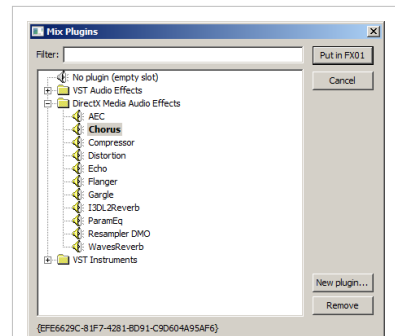 Mix Plugins
Filter:
Put in FX01
Cancel
No plugin (empty slot)
VST Audio Effects
DirectX Media Audio Effects
AEC
Chorus
Compressor
Distortion
Echo
Flanger
Gargle
I3DL2Reverb
ParamEq
Resampler DMO
WavesReverb
VST Instruments
New plugin...
Remove
{EFE6629C-81F7-4281-BD91-C9D604A95AF6}